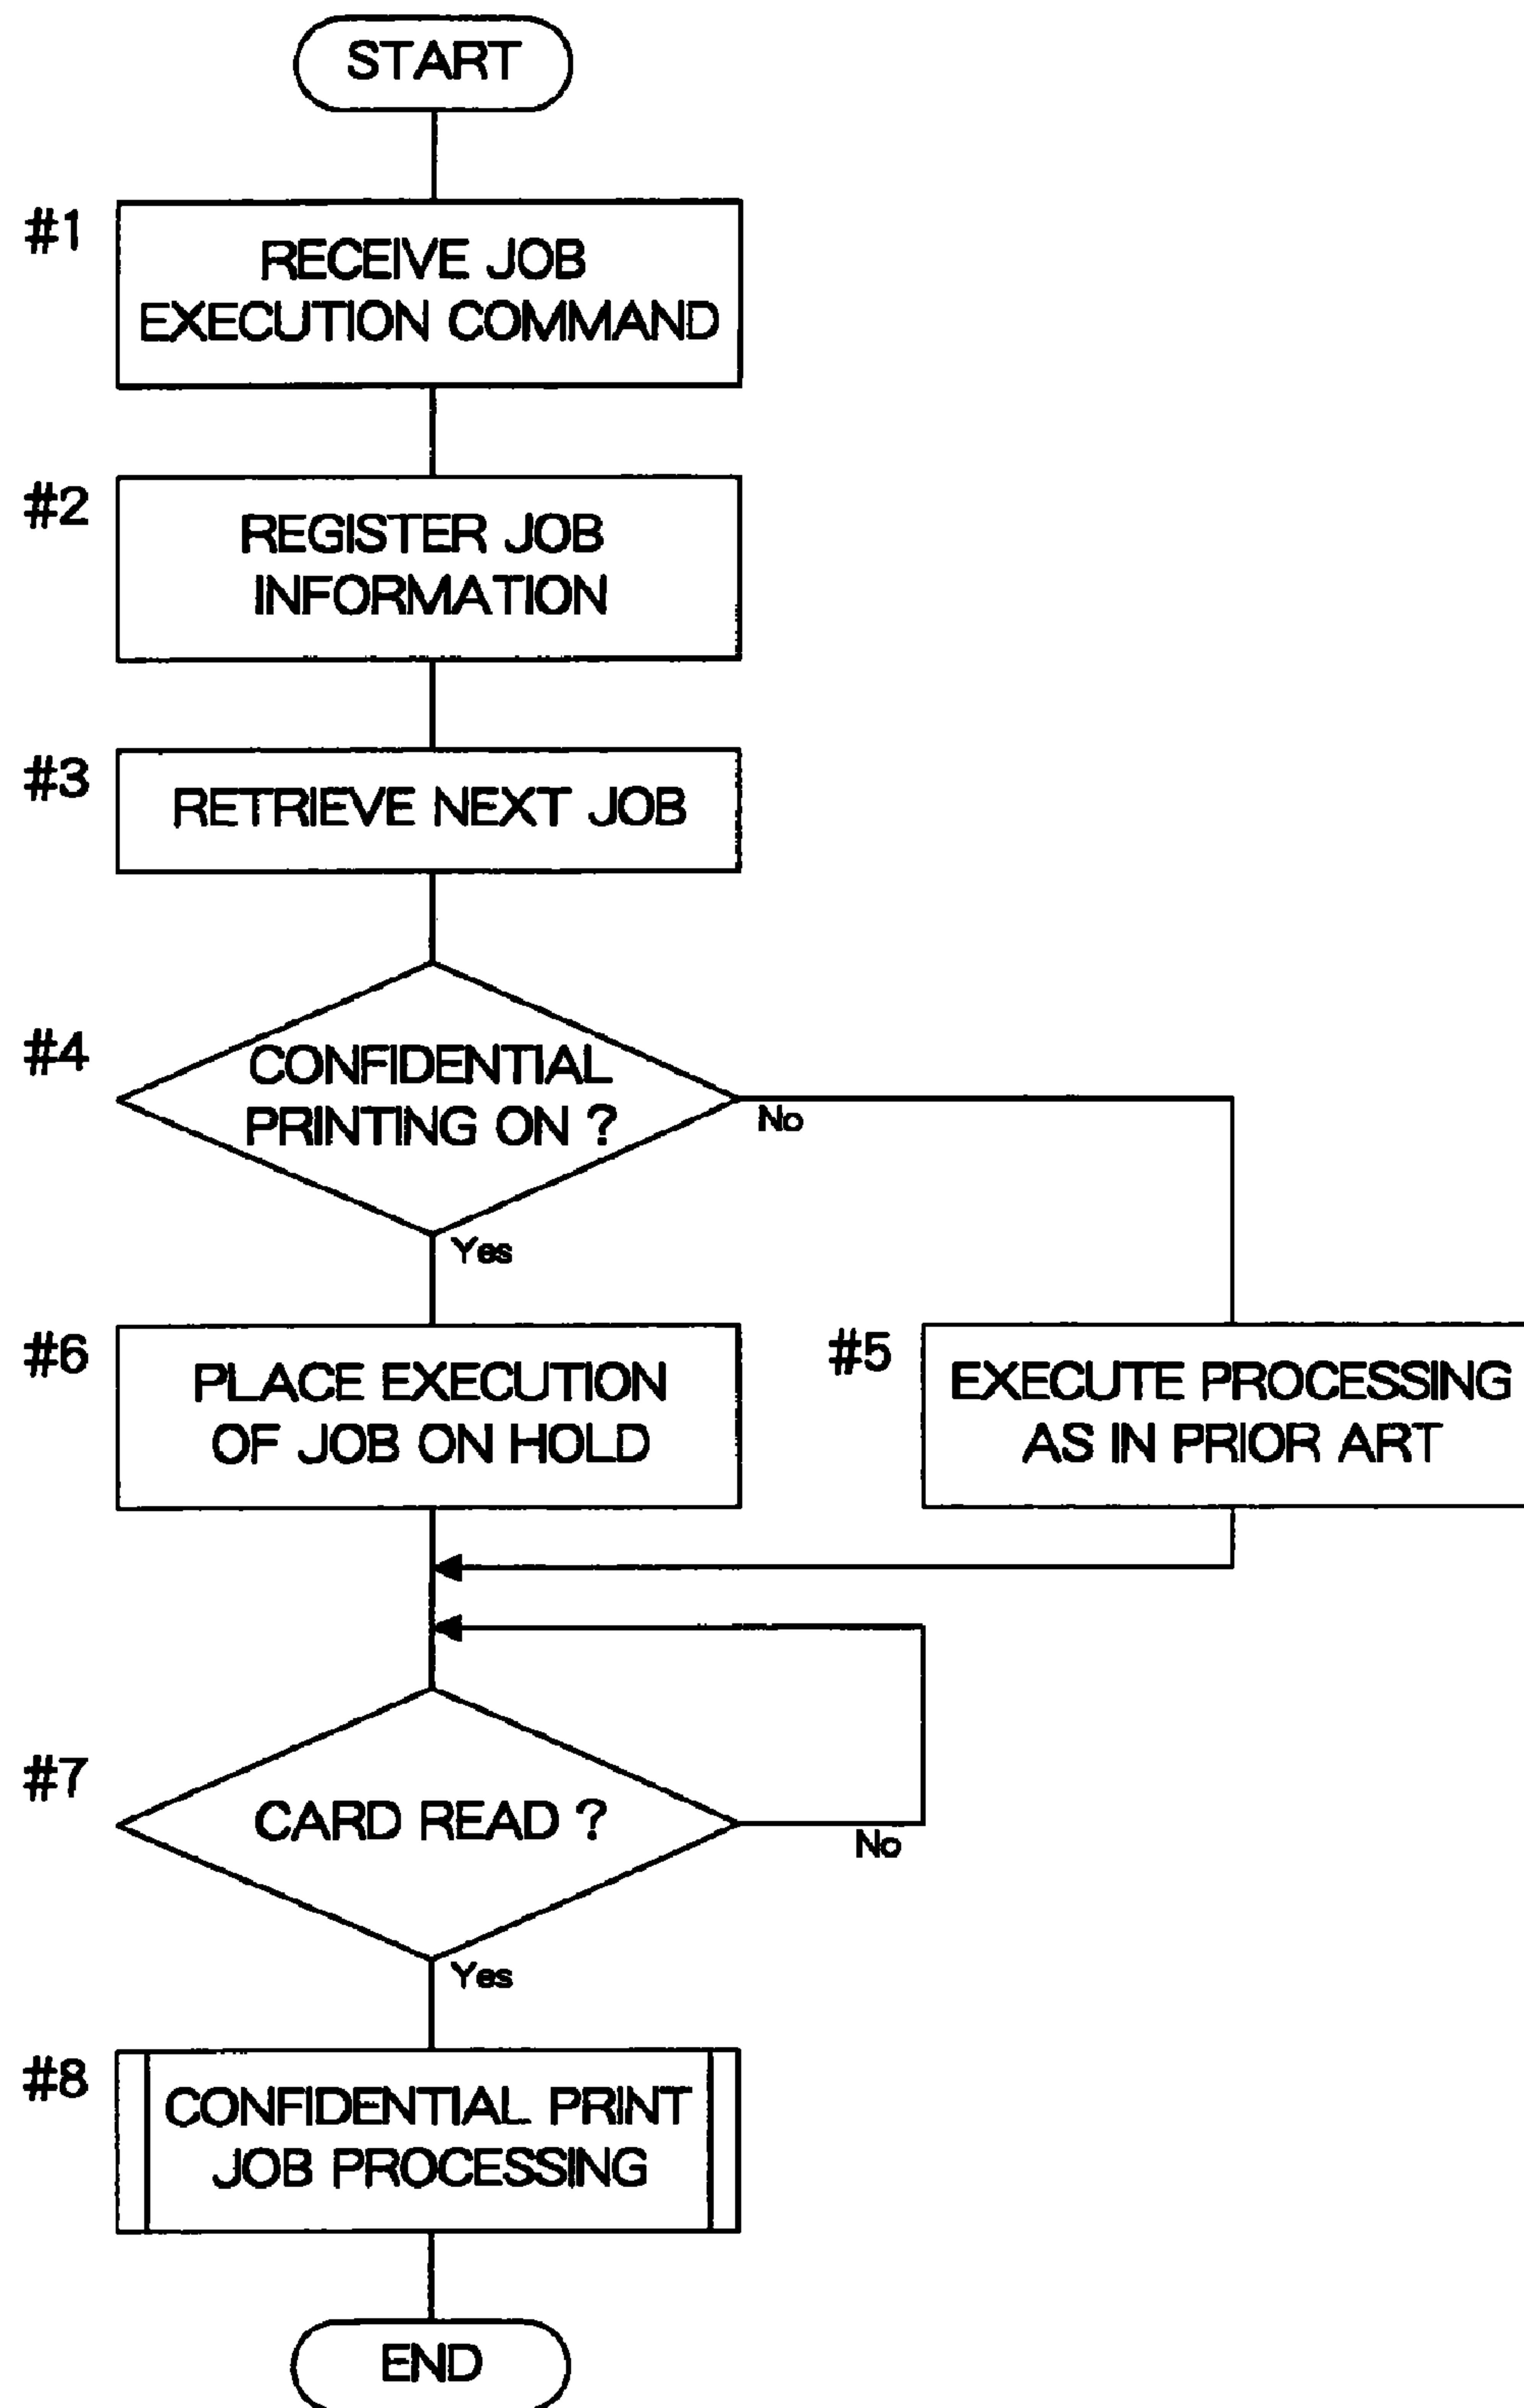 START
#1
RECEIVE JOB
EXECUTION COMMAND
#2
REGISTER JOB
INFORMATION
#3
RETRIEVE NEXT JOB
#4
CONFIDENTIAL
PRINTING ON ?
No
Yes
#6
PLACE EXECUTION
OF JOB ON HOLD
#5
EXECUTE PROCESSING
AS IN PRIOR ART
#7
CARD READ ?
No
Yes
#8
CONFIDENTIAL PRINT
JOB PROCESSING
END